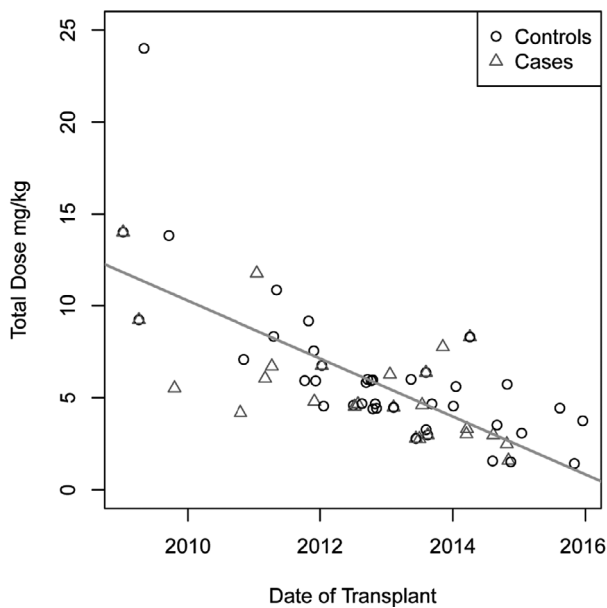 Total Dose mg/kg
25
20
15
10
5
0
Controls
Cases
2010
2012
2014
2016
Date of Transplant